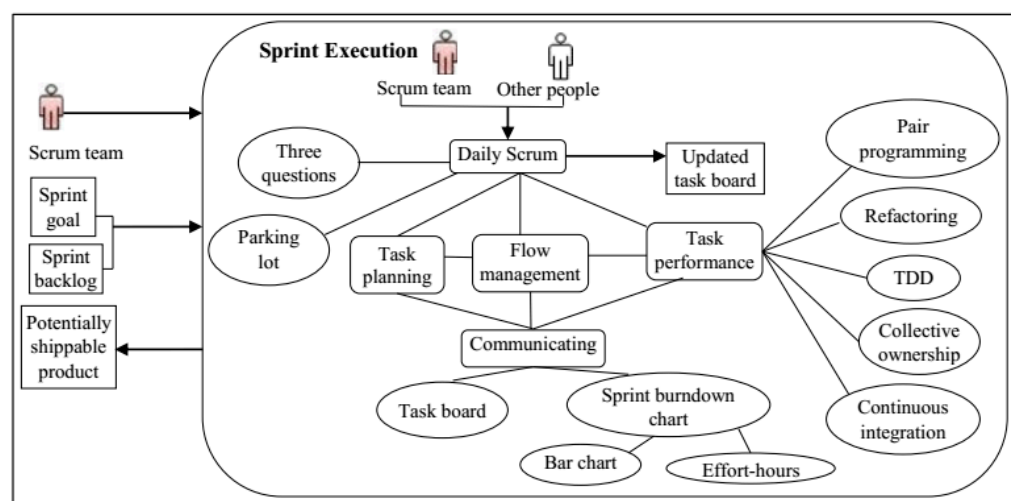 Sprint Execution
Scrum team
Other people
Scrum team
Three
questions
Daily Scrum
Updated
task board
Pair
programming
Sprint
goal
Sprint
backlog
Parking
lot
Task
planning
Flow
management
Task
performance
Refactoring
TDD
Potentially
shippable
product
Communicating
Collective
ownership
Task board
Sprint burndown
chart
Continuous
integration
Bar chart
Effort-hours